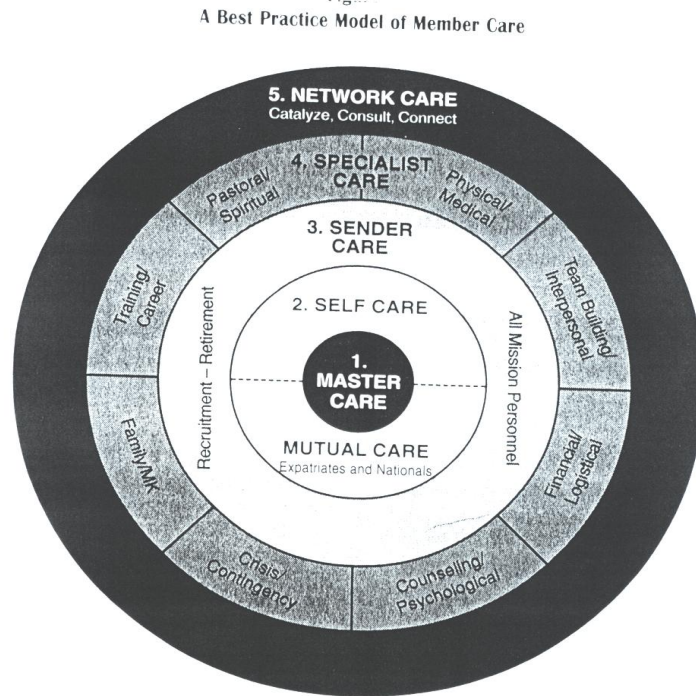 A Best Practice Model of Member Care
5. NETWORK CARE
Catalyze, Consult, Connect
4. SPECIALIST
CARE
Pastoral/
Spiritual
Physical/
Medical
3. SENDER
CARE
Training/
Career
Team Building/
Interpersonal
2. SELF CARE
Recruitment – Retirement
All Mission Personnel
1.
MASTER
CARE
MUTUAL CARE
Expatriates and Nationals
Family/MK
Financial/
Logistical
Crisis/
Contingency
Counseling/
Psychological